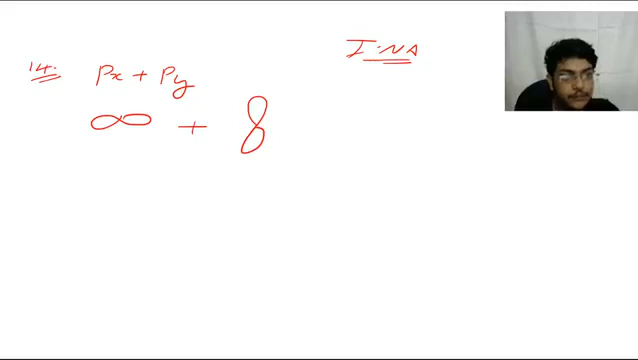 I·NA
14. Px + Py
∞ + 8